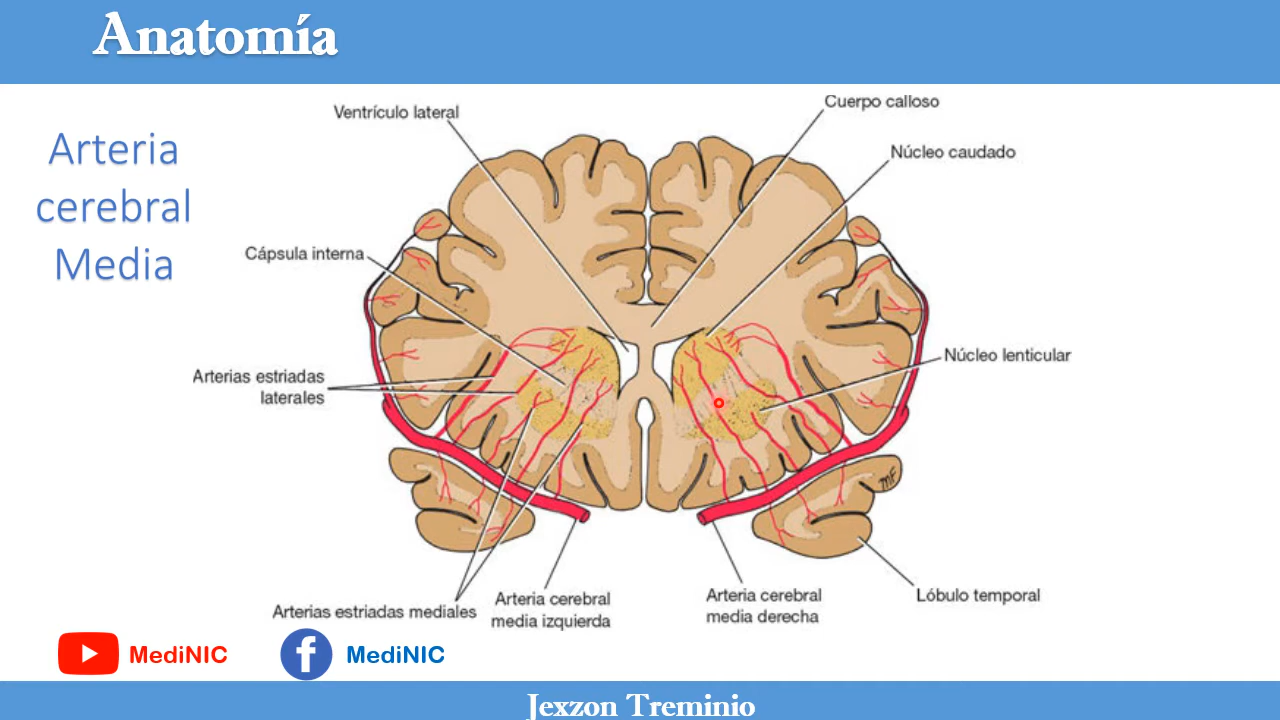 Anatomía
Arteria
cerebral
Media
Ventrículo lateral
Cuerpo calloso
Núcleo caudado
Cápsula interna
Arterias estriadas
laterales
Núcleo lenticular
MF
Arterias estriadas mediales
Arteria cerebral
media izquierda
Arteria cerebral
media derecha
Lóbulo temporal
MediNIC
MediNIC
Jexzon Treminio